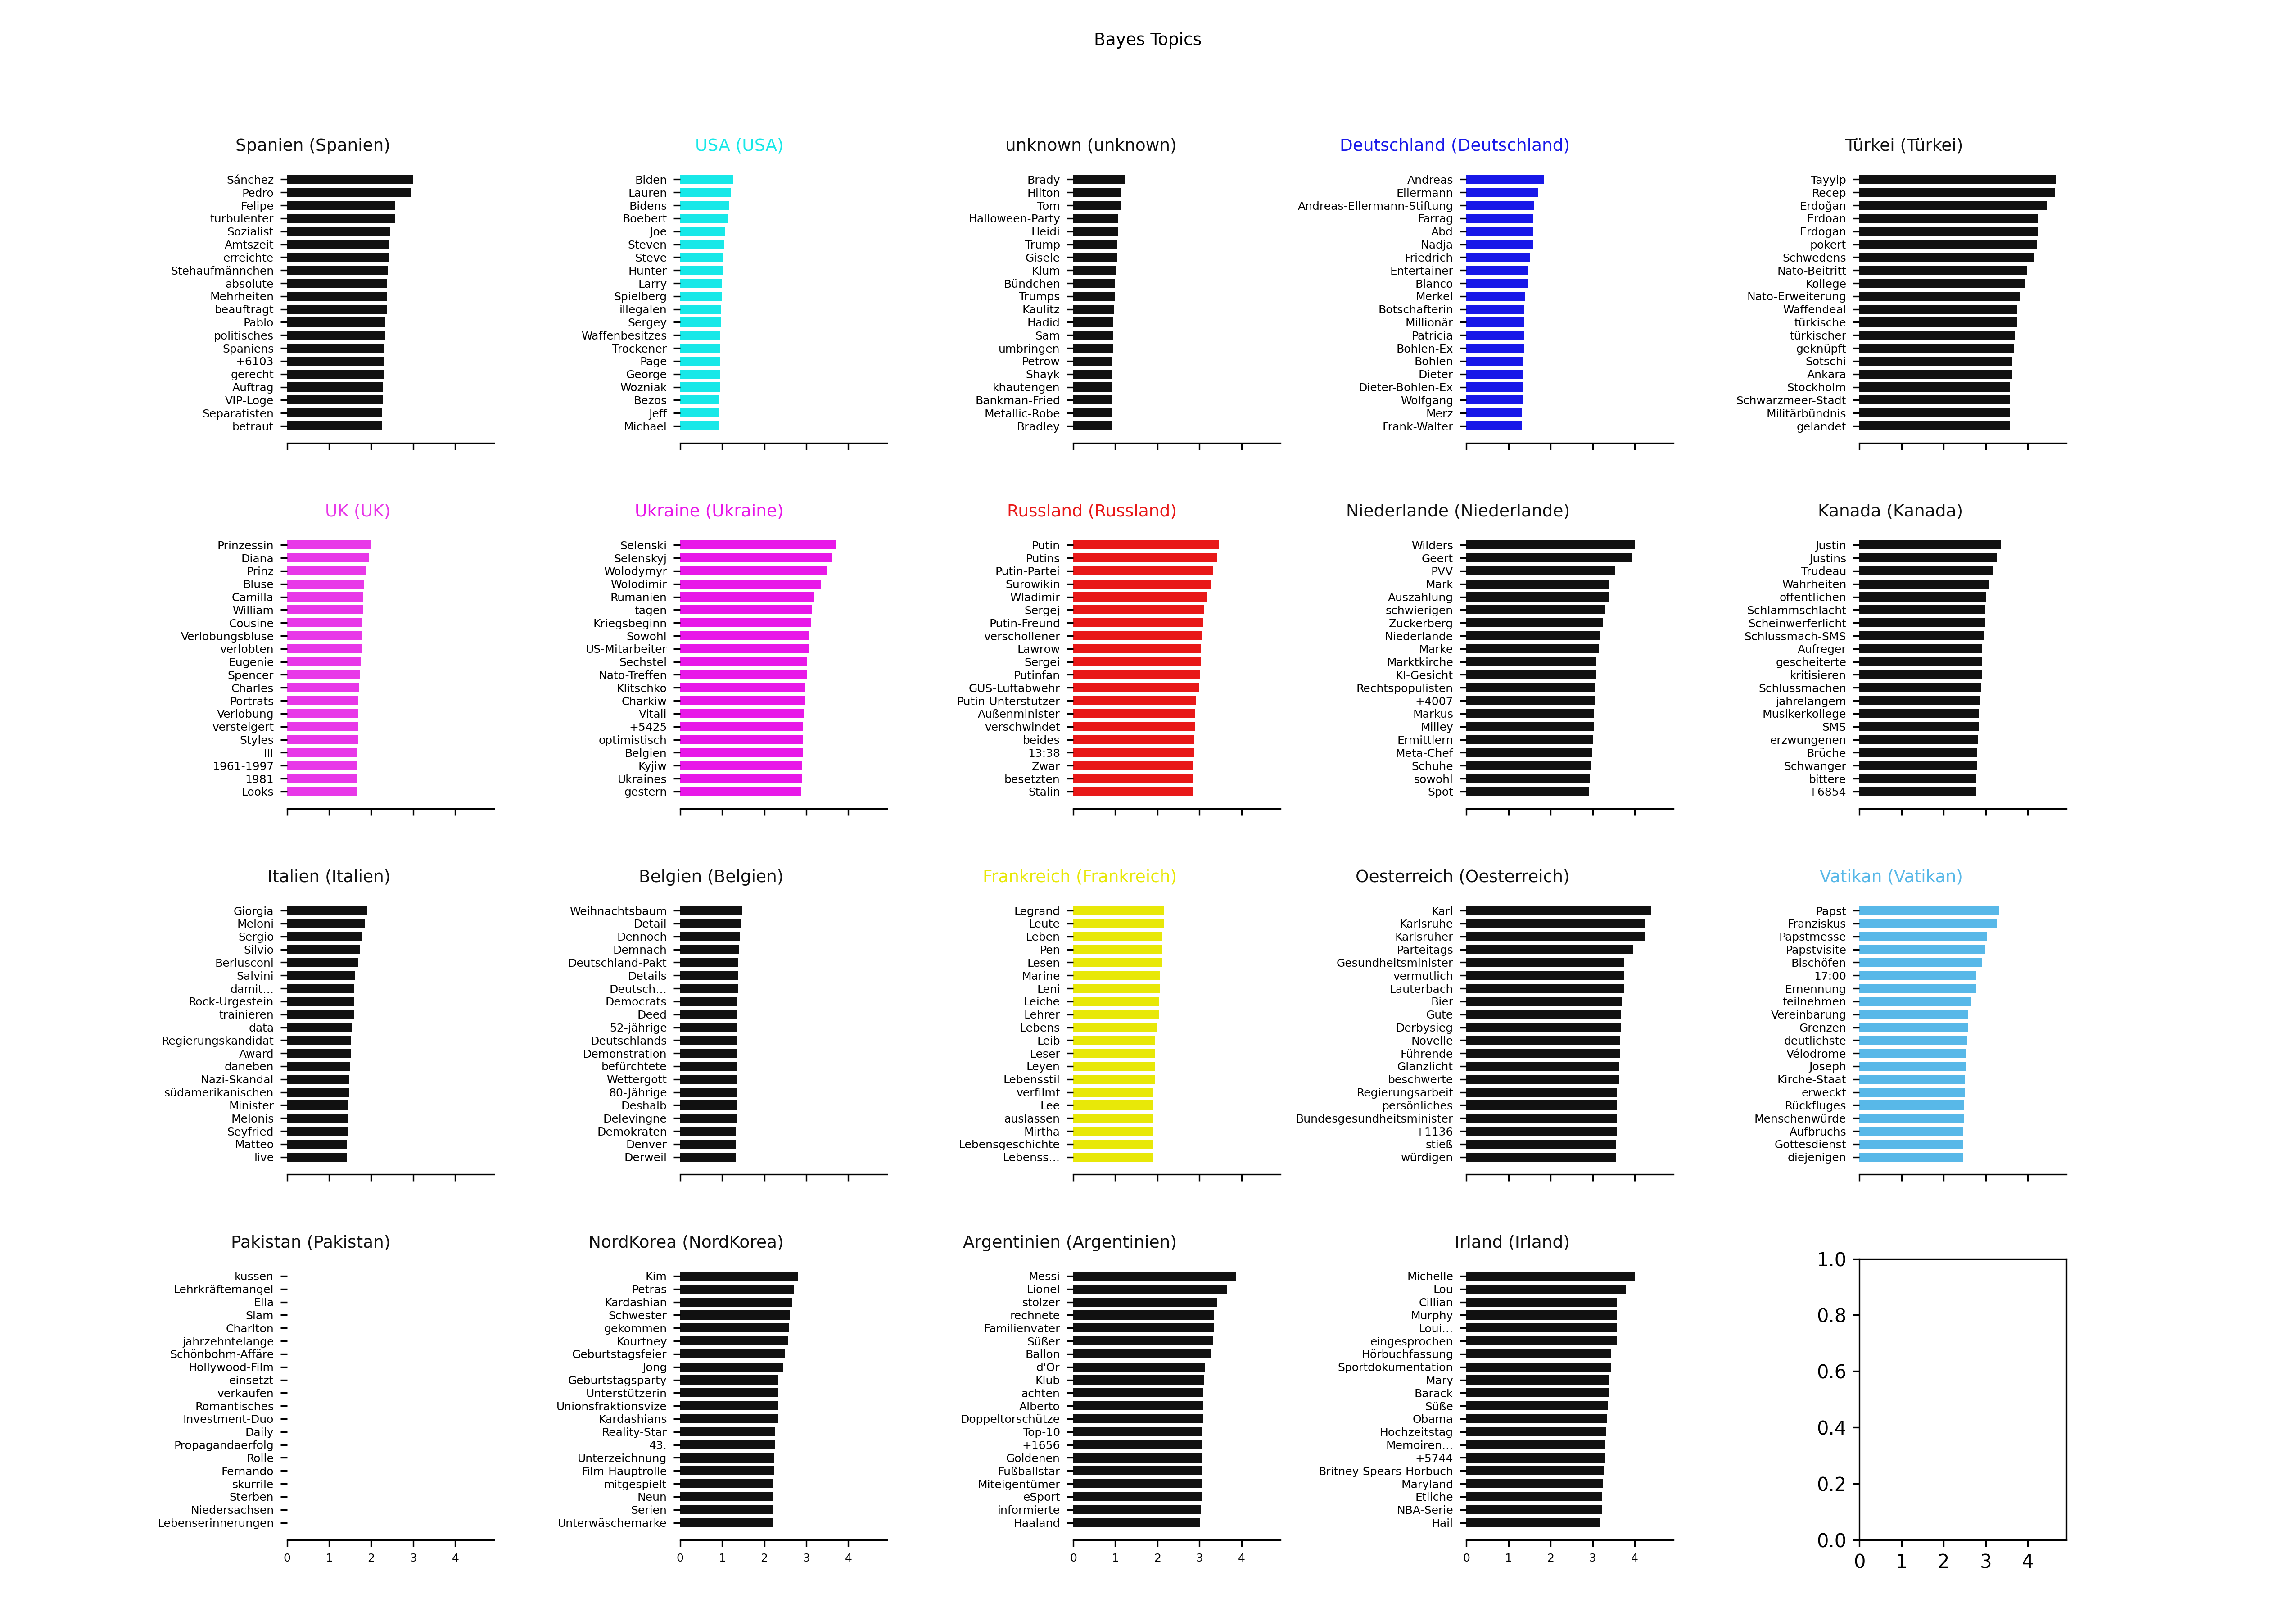 Bayes Topics
Spanien (Spanien)
Sánchez
Pedro
Felipe
turbulenter
Sozialist
Amtszeit
erreichte
Stehaufmännchen
absolute
Mehrheiten
beauftragt
Pablo
politisches
Spaniens
+6103
gerecht
Auftrag
VIP-Loge
Separatisten
betraut
USA (USA)
Biden
Lauren
Bidens
Boebert
Joe
Steven
Steve
Hunter
Larry
Spielberg
illegalen
Sergey
Waffenbesitzes
Trockener
Page
George
Wozniak
Bezos
Jeff
Michael
unknown (unknown)
Brady
Hilton
Tom
Halloween-Party
Heidi
Trump
Gisele
Klum
Bündchen
Trumps
Kaulitz
Hadid
Sam
umbringen
Petrow
Shayk
khautengen
Bankman-Fried
Metallic-Robe
Bradley
Deutschland (Deutschland)
Andreas
Ellermann
Andreas-Ellermann-Stiftung
Farrag
Abd
Nadja
Friedrich
Entertainer
Blanco
Merkel
Botschafterin
Millionär
Patricia
Bohlen-Ex
Bohlen
Dieter
Dieter-Bohlen-Ex
Wolfgang
Merz
Frank-Walter
Türkei (Türkei)
Tayyip
Recep
Erdoğan
Erdoan
Erdogan
pokert
Schwedens
Nato-Beitritt
Kollege
Nato-Erweiterung
Waffendeal
türkische
türkischer
geknüpft
Sotschi
Ankara
Stockholm
Schwarzmeer-Stadt
Militärbündnis
gelandet
UK (UK)
Prinzessin
Diana
Prinz
Bluse
Camilla
William
Cousine
Verlobungsbluse
verlobten
Eugenie
Spencer
Charles
Porträts
Verlobung
versteigert
Styles
III
1961-1997
1981
Looks
Ukraine (Ukraine)
Selenski
Selenskyj
Wolodymyr
Wolodimir
Rumänien
tagen
Kriegsbeginn
Sowohl
US-Mitarbeiter
Sechstel
Nato-Treffen
Klitschko
Charkiw
Vitali
+5425
optimistisch
Belgien
Kyjiw
Ukraines
gestern
Russland (Russland)
Putin
Putins
Putin-Partei
Surowikin
Wladimir
Sergej
Putin-Freund
verschollener
Lawrow
Sergei
Putinfan
GUS-Luftabwehr
Putin-Unterstützer
Außenminister
verschwindet
beides
13:38
Zwar
besetzten
Stalin
Niederlande (Niederlande)
Wilders
Geert
PVV
Mark
Auszählung
schwierigen
Zuckerberg
Niederlande
Marke
Marktkirche
KI-Gesicht
Rechtspopulisten
+4007
Markus
Milley
Ermittlern
Meta-Chef
Schuhe
sowohl
Spot
Kanada (Kanada)
Justin
Justins
Trudeau
Wahrheiten
öffentlichen
Schlammschlacht
Scheinwerferlicht
Schlussmach-SMS
Aufreger
gescheiterte
kritisieren
Schlussmachen
jahrelangem
Musikerkollege
SMS
erzwungenen
Brüche
Schwanger
bittere
+6854
Italien (Italien)
Giorgia
Meloni
Sergio
Silvio
Berlusconi
Salvini
damit...
Rock-Urgestein
trainieren
data
Regierungskandidat
Award
daneben
Nazi-Skandal
südamerikanischen
Minister
Melonis
Seyfried
Matteo
live
Belgien (Belgien)
Weihnachtsbaum
Detail
Dennoch
Demnach
Deutschland-Pakt
Details
Deutsch...
Democrats
Deed
52-jährige
Deutschlands
Demonstration
befürchtete
Wettergott
80-Jährige
Deshalb
Delevingne
Demokraten
Denver
Derweil
Frankreich (Frankreich)
Legrand
Leute
Leben
Pen
Lesen
Marine
Leni
Leiche
Lehrer
Lebens
Leib
Leser
Leyen
Lebensstil
verfilmt
Lee
auslassen
Mirtha
Lebensgeschichte
Lebenss...
Oesterreich (Oesterreich)
Karl
Karlsruhe
Karlsruher
Parteitags
Gesundheitsminister
vermutlich
Lauterbach
Bier
Gute
Derbysieg
Novelle
Führende
Glanzlicht
beschwerte
Regierungsarbeit
persönliches
Bundesgesundheitsminister
+1136
stieß
würdigen
Vatikan (Vatikan)
Papst
Franziskus
Papstmesse
Papstvisite
Bischöfen
17:00
Ernennung
teilnehmen
Vereinbarung
Grenzen
deutlichste
Vélodrome
Joseph
Kirche-Staat
erweckt
Rückfluges
Menschenwürde
Aufbruchs
Gottesdienst
diejenigen
Pakistan (Pakistan)
küssen
Lehrkräftemangel
Ella
Slam
Charlton
jahrzehntelange
Schönbohm-Affäre
Hollywood-Film
einsetzt
verkaufen
Romantisches
Investment-Duo
Daily
Propagandaerfolg
Rolle
Fernando
skurrile
Sterben
Niedersachsen
Lebenserinnerungen
0 1 2 3 4
NordKorea (NordKorea)
Kim
Petras
Kardashian
Schwester
gekommen
Kourtney
Geburtstagsfeier
Jong
Geburtstagsparty
Unterstützerin
Unionsfraktionsvize
Kardashians
Reality-Star
43.
Unterzeichnung
Film-Hauptrolle
mitgespielt
Neun
Serien
Unterwäschemarke
0 1 2 3 4
Argentinien (Argentinien)
Messi
Lionel
stolzer
rechnete
Familienvater
Süßer
Ballon
d'Or
Klub
achten
Alberto
Doppeltorschütze
Top-10
+1656
Goldenen
Fußballstar
Miteigentümer
eSport
informierte
Haaland
0 1 2 3 4
Irland (Irland)
Michelle
Lou
Cillian
Murphy
Loui...
eingesprochen
Hörbuchfassung
Sportdokumentation
Mary
Barack
Süße
Obama
Hochzeitstag
Memoiren...
+5744
Britney-Spears-Hörbuch
Maryland
Etliche
NBA-Serie
Hail
0 1 2 3 4
1.0
0.8
0.6
0.4
0.2
0.0
0 1 2 3 4